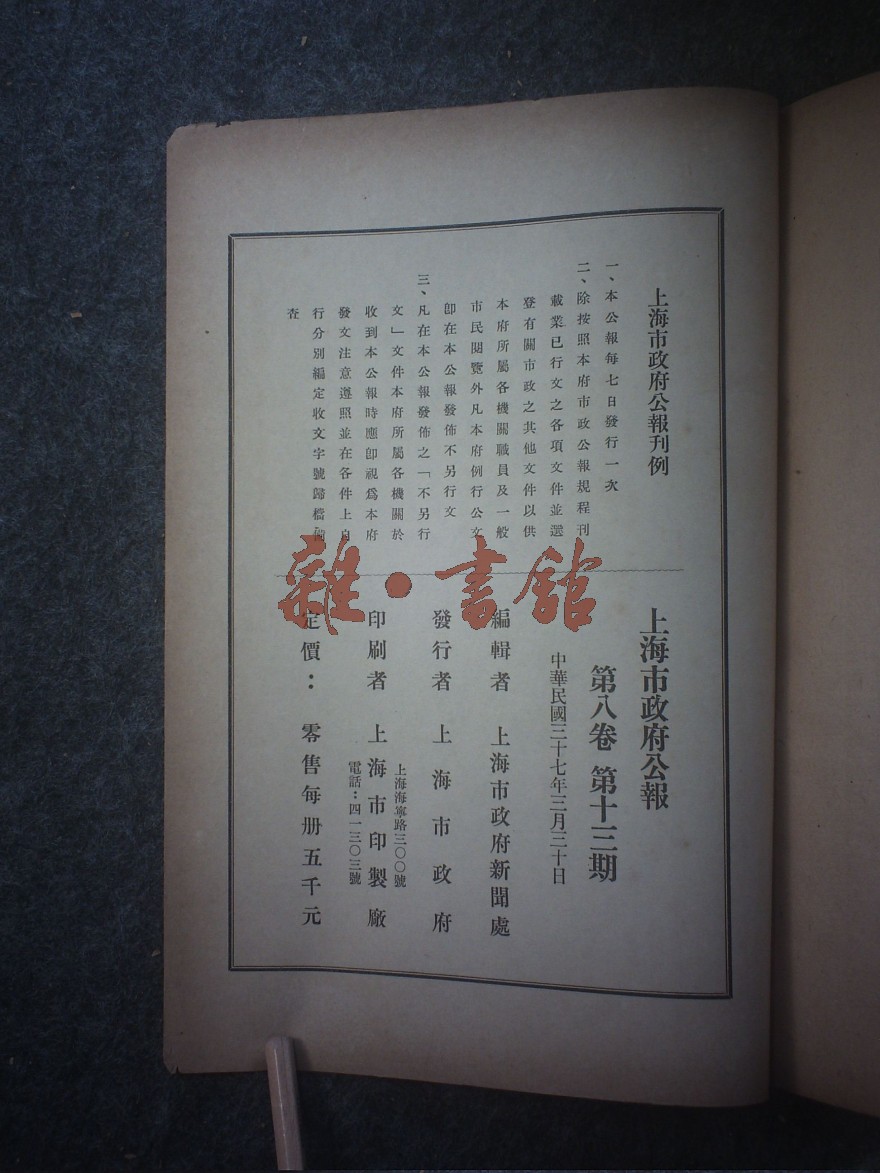 上海市政府公報刊例
一、本公報每七日發行一次
二、除按照本府市政公報規程刊
載業已行文之各項文件並選
登有關市政之其他文件以供
本府所屬各機關職員及一般
市民閱覽外凡本府例行公文
卽在本公報發佈不另行文
三、凡在本公報發佈之「不另行
文」文件本府所屬各機關於
收到本公報時應卽視爲本府
發文注意遵照並在各件上自
行分別編定收文字號歸檔備
查
上海市政府公報
第八卷 第十三期
中華民國三十七年三月三十日
編輯者 上海市政府新聞處
發行者 上海市政府
印刷者 上海市印製廠
上海海寧路三〇〇號
電話：四一三〇三號
定價：零售每册五千元
雜·書館